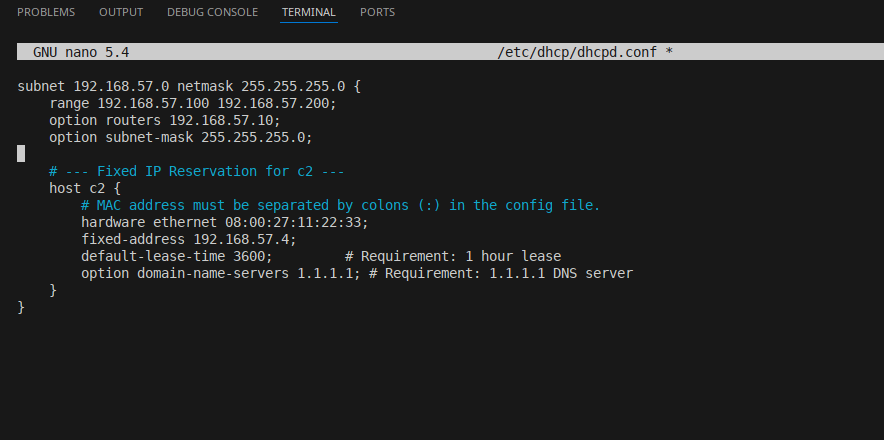 PROBLEMS OUTPUT DEBUG CONSOLE TERMINAL PORTS
GNU nano 5.4 /etc/dhcp/dhcpd.conf *
subnet 192.168.57.0 netmask 255.255.255.0 {
    range 192.168.57.100 192.168.57.200;
    option routers 192.168.57.10;
    option subnet-mask 255.255.255.0;
    # --- Fixed IP Reservation for c2 ---
    host c2 {
        # MAC address must be separated by colons (:) in the config file.
        hardware ethernet 08:00:27:11:22:33;
        fixed-address 192.168.57.4;
        default-lease-time 3600;         # Requirement: 1 hour lease
        option domain-name-servers 1.1.1.1; # Requirement: 1.1.1.1 DNS server
    }
}